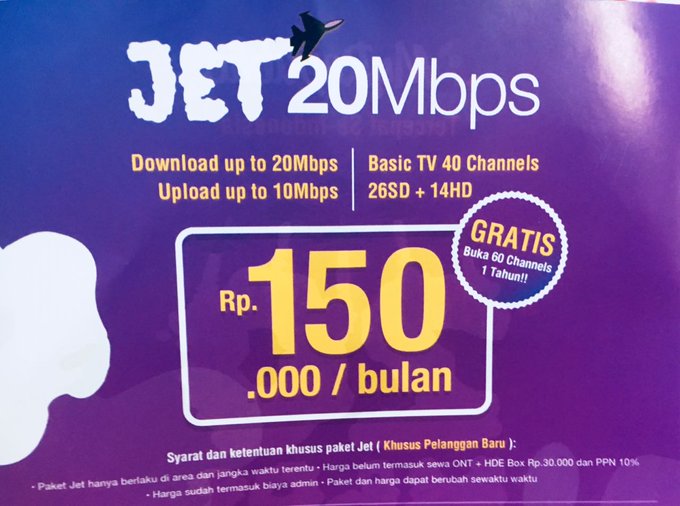 JET 20Mbps
Download up to 20Mbps
Upload up to 10Mbps
Basic TV 40 Channels
26SD + 14HD
GRATIS
Buka 60 Channels
1 Tahun!!
Rp. 150
.000 / bulan
Syarat dan ketentuan khusus paket Jet ( Khusus Pelanggan Baru ):
• Paket Jet hanya berlaku di area dan jangka waktu terentu • Harga belum termasuk sewa ONT + HDE Box Rp.30.000 dan PPN 10%
• Harga sudah termasuk biaya admin • Paket dan harga dapat berubah sewaktu waktu